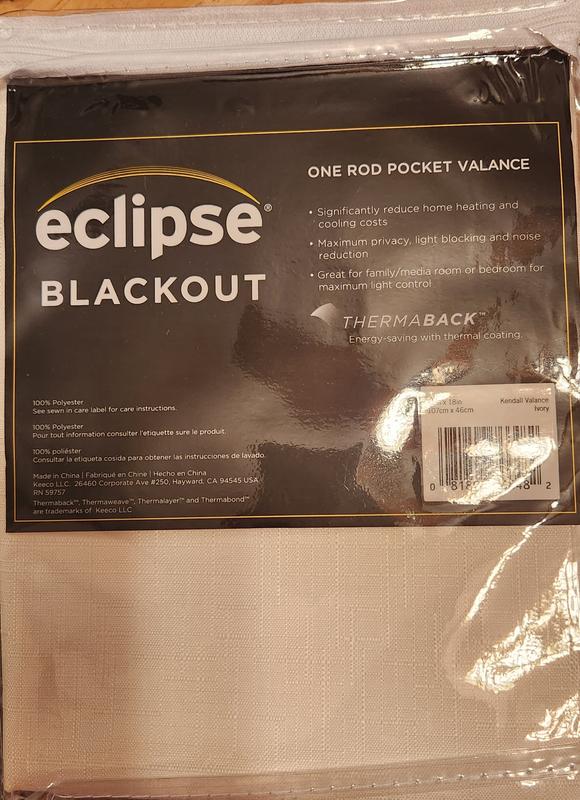 eclipse®
BLACKOUT
ONE ROD POCKET VALANCE
• Significantly reduce home heating and
cooling costs
• Maximum privacy, light blocking and noise
reduction
• Great for family/media room or bedroom for
maximum light control
THERMABACK™
Energy-saving with thermal coating.
100% Polyester
See sewn in care label for care instructions.
100% Polyester
Pour tout information consulter l'etiquette sure le produit.
100% poliéster
Consultar la etiqueta cosida para obtener las instrucciones de lavado.
Made in China | Fabriqué en Chine | Hecho en China
Keeco LLC. 26460 Corporate Ave #250, Hayward, CA 94545 USA
RN 59757
Thermaback™, Thermaweave™, Thermalayer™ and Thermabond™
are trademarks of Keeco LLC
x 18in
107cm x 46cm
Kendall Valance
Ivory
0
2